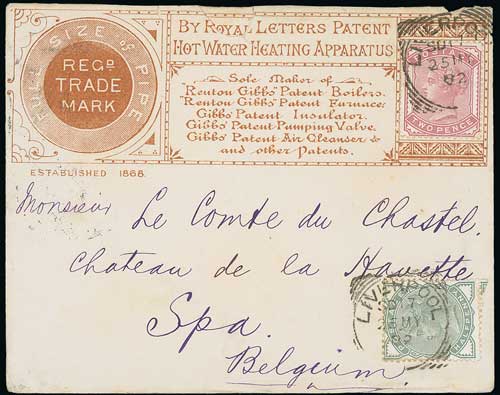 FULL SIZE of PIPE
REGD
TRADE
MARK
BY ROYAL LETTERS PATENT
HOT WATER HEATING APPARATUS
Sole Maker of
Renton Gibbs' Patent Boilers.
Renton Gibbs' Patent Furnace.
Gibbs' Patent Insulator.
Gibbs' Patent Pumping Valve.
Gibbs' Patent Air Cleanser &
and other Patents.
TWO PENCE
ESTABLISHED 1868.
Monsieur Le Comte du Chastel.
Chateau de la Havette
Spa.
Belgium.
LIVERPOOL